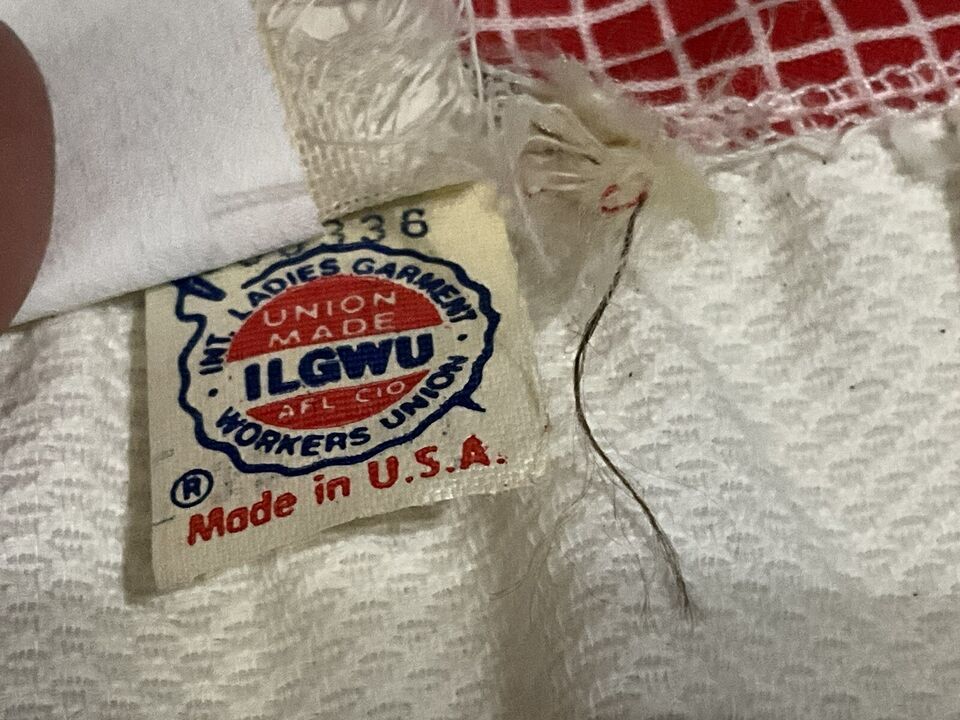 336
INT. LADIES GARMENT
UNION
MADE
ILGWU
AFL CIO
WORKERS UNION
®
Made in U.S.A.